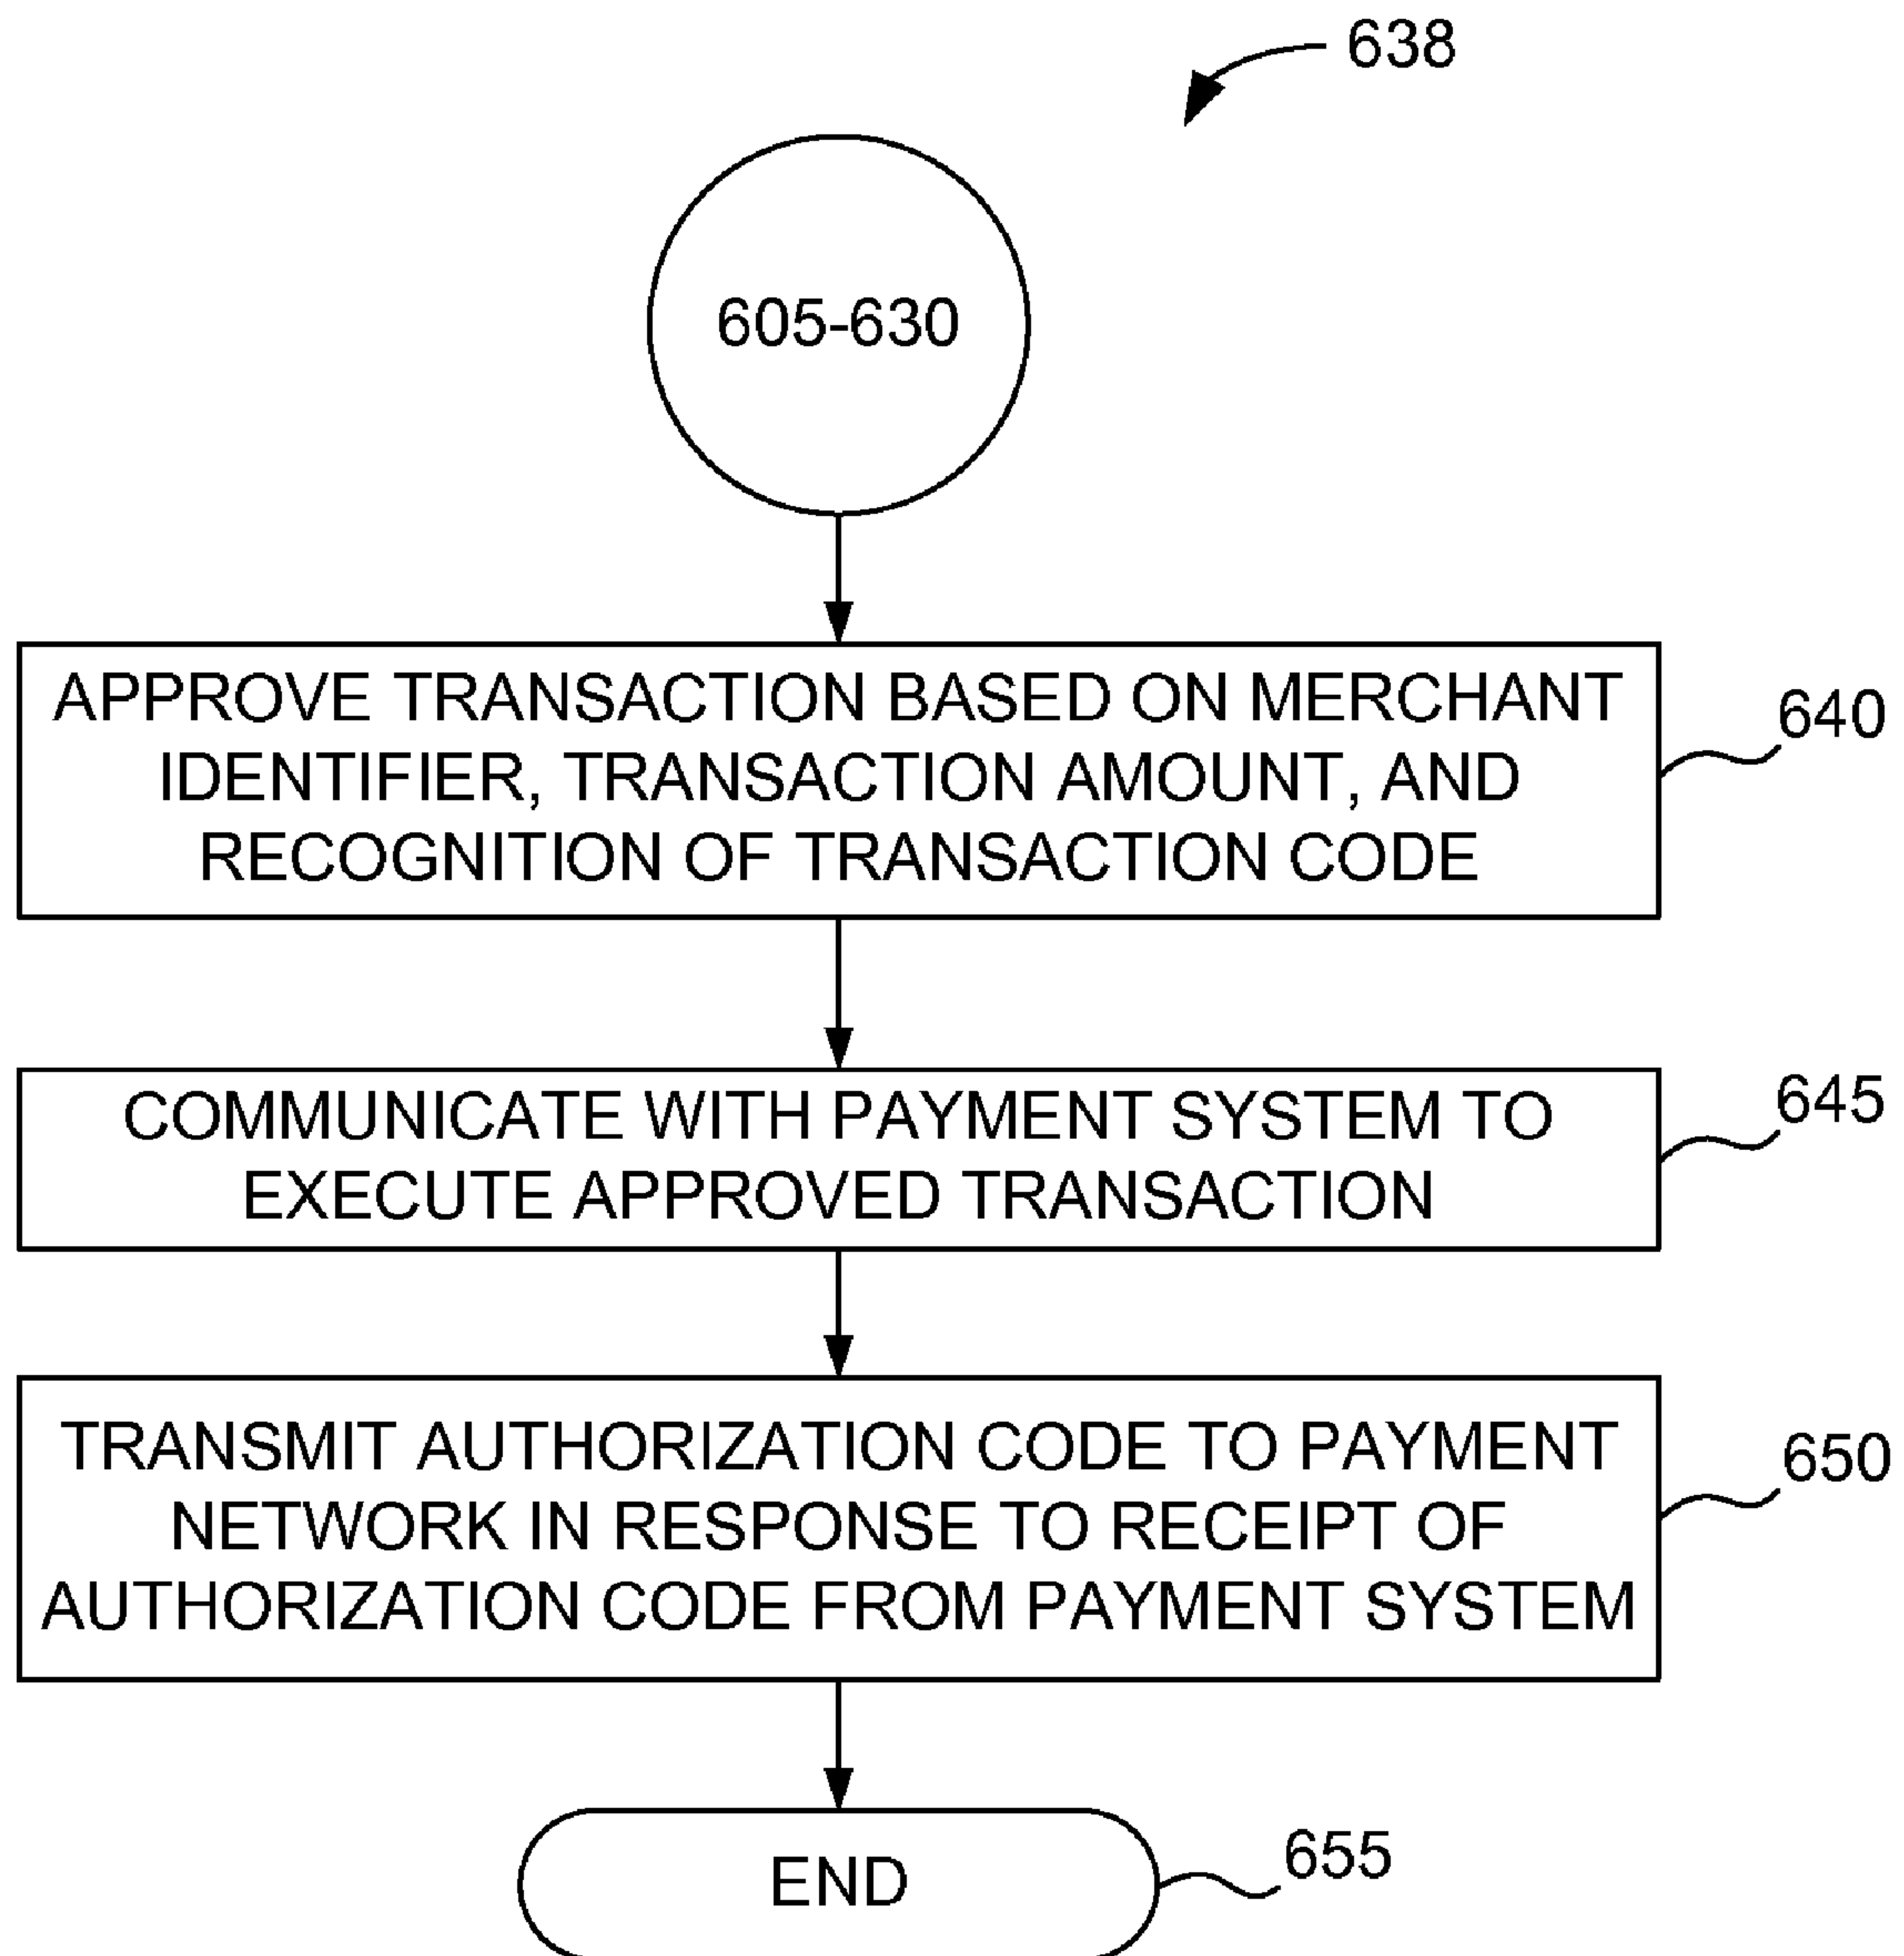 638
605-630
APPROVE TRANSACTION BASED ON MERCHANT
IDENTIFIER, TRANSACTION AMOUNT, AND
RECOGNITION OF TRANSACTION CODE
640
COMMUNICATE WITH PAYMENT SYSTEM TO
EXECUTE APPROVED TRANSACTION
645
TRANSMIT AUTHORIZATION CODE TO PAYMENT
NETWORK IN RESPONSE TO RECEIPT OF
AUTHORIZATION CODE FROM PAYMENT SYSTEM
650
END
655